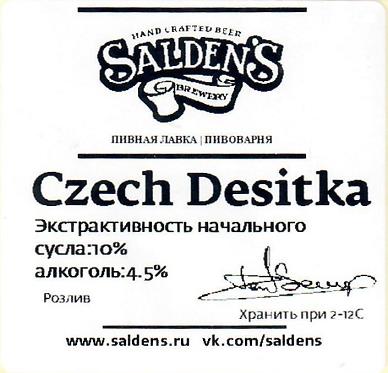 HAND CRAFTED BEER
SALDEN'S
BREWERY
ПИВНАЯ ЛАВКА | ПИВОВАРНЯ
Czech Desitka
Экстрактивность начального
сусла:10%
алкоголь:4.5%
Розлив
Хранить при 2-12С
www.saldens.ru vk.com/saldens